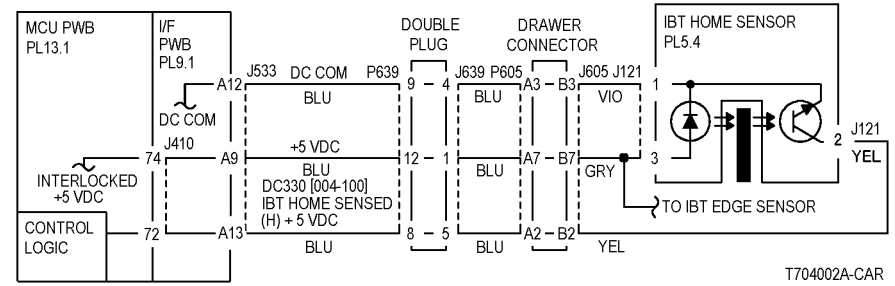 MCU PWB
PL13.1
I/F
PWB
PL9.1
DOUBLE
PLUG
DRAWER
CONNECTOR
IBT HOME SENSOR
PL5.4
A12 J533 DC COM P639 9 – 4 J639 P605 A3 – B3 J605 J121 1
BLU BLU VIO
DC COM
J410
2 J121
YEL
74 A9 +5 VDC 12 – 1 A7 – B7 3
BLU BLU GRY
INTERLOCKED
+5 VDC
DC330 [004-100]
IBT HOME SENSED
(H) + 5 VDC
TO IBT EDGE SENSOR
CONTROL
LOGIC
72 A13 8 – 5 A2 – B2 YEL
BLU BLU
T704002A-CAR